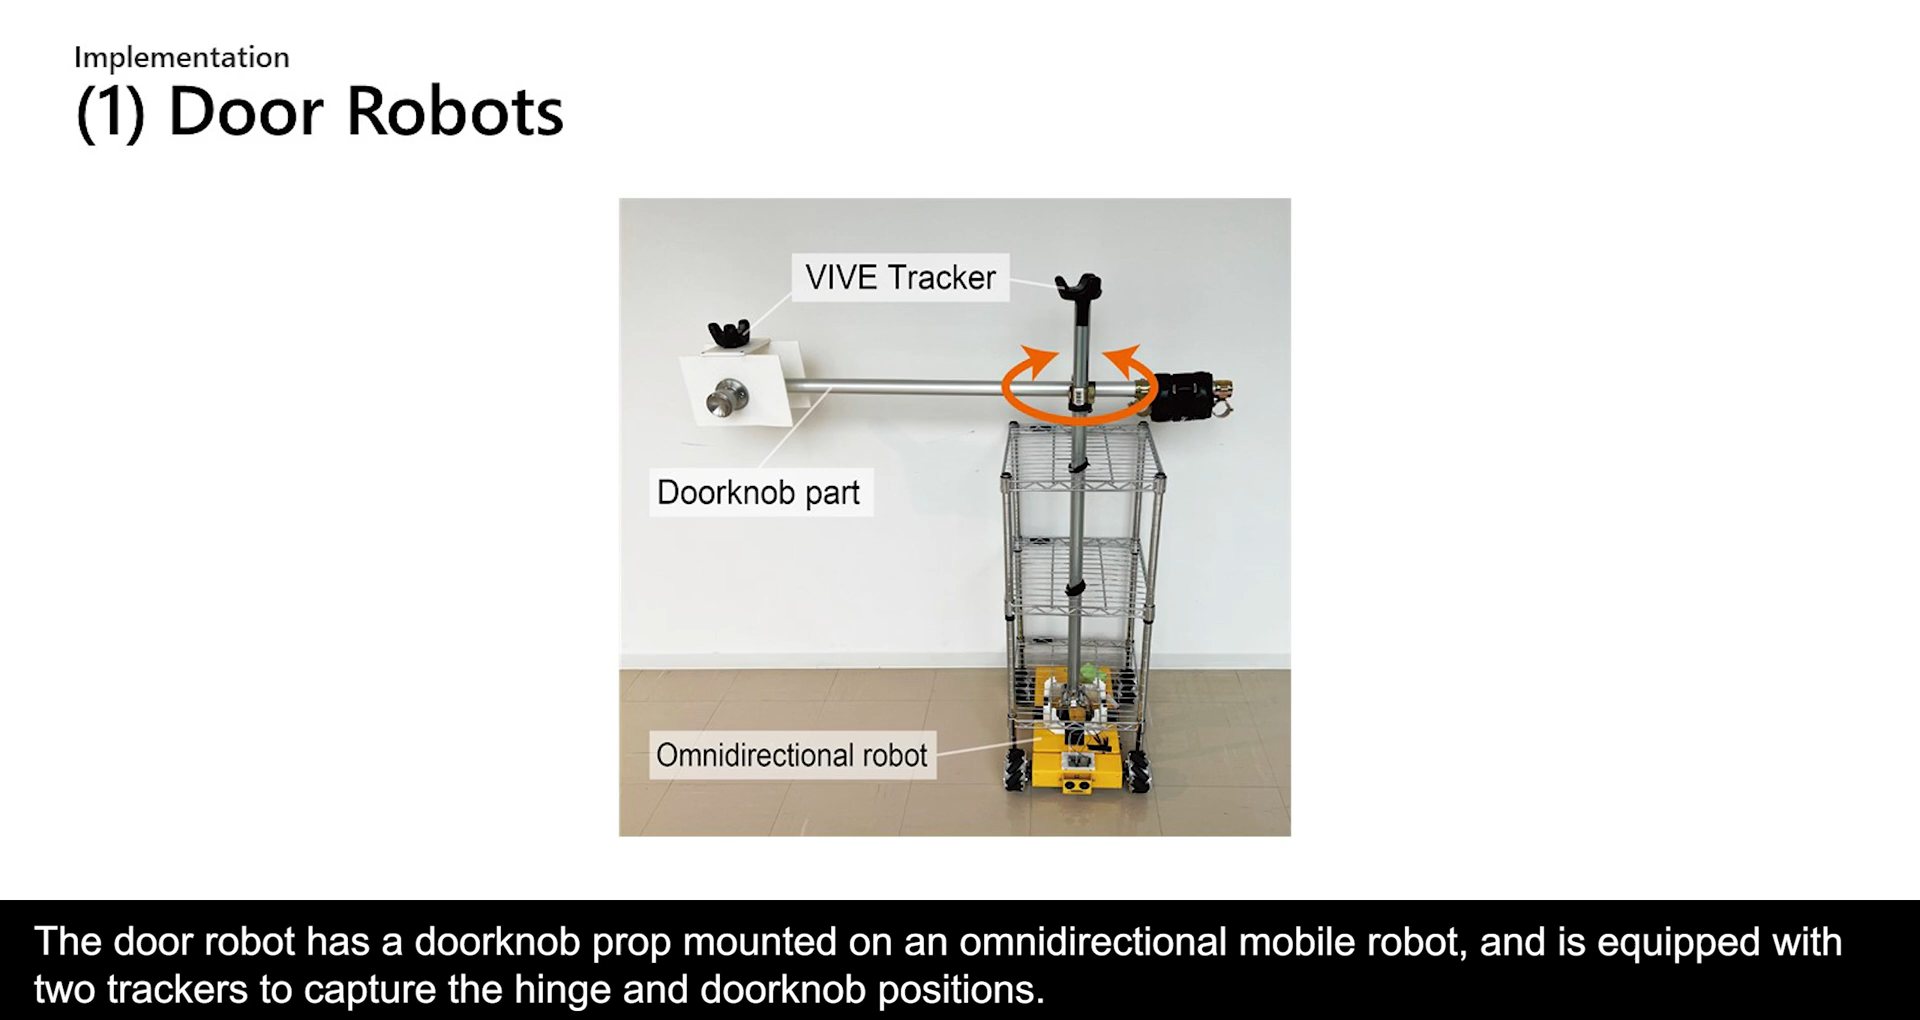 Implementation
(1) Door Robots
VIVE Tracker
Doorknob part
Omnidirectional robot
The door robot has a doorknob prop mounted on an omnidirectional mobile robot, and is equipped with
two trackers to capture the hinge and doorknob positions.